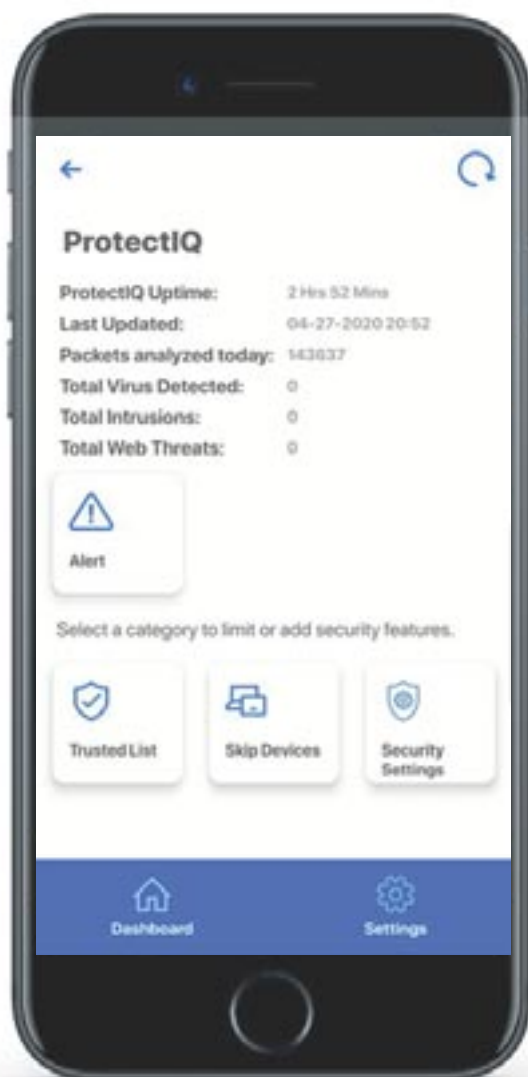 ProtectIQ
ProtectIQ Uptime: 2 Hrs 52 Mins
Last Updated: 04-27-2020 20:52
Packets analyzed today: 143637
Total Virus Detected: 0
Total Intrusions: 0
Total Web Threats: 0
Alert
Select a category to limit or add security features.
Trusted List Skip Devices Security
Settings
Dashboard Settings